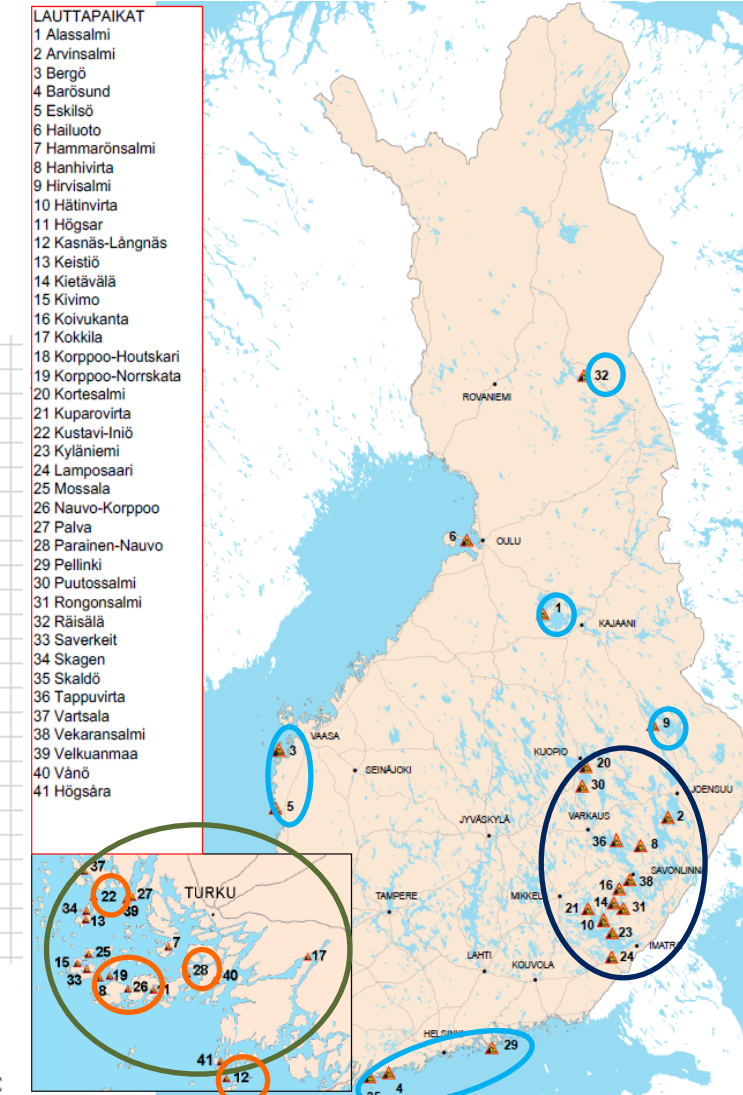 LAUTTAPAIKAT
1 Alassalmi
2 Arvinsalmi
3 Bergö
4 Barösund
5 Eskilsö
6 Hailuoto
7 Hammarönsalmi
8 Hanhivirta
9 Hirvisalmi
10 Hätinvirta
11 Högsar
12 Kasnäs-Långnäs
13 Keistiö
14 Kietävälä
15 Kivimo
16 Koivukanta
17 Kokkila
18 Korppoo-Houtskari
19 Korppoo-Norrskata
20 Kortesalmi
21 Kuparovirta
22 Kustavi-Iniö
23 Kyläniemi
24 Lamposaari
25 Mossala
26 Nauvo-Korppoo
27 Palva
28 Parainen-Nauvo
29 Pellinki
30 Puutossalmi
31 Rongonsalmi
32 Räisälä
33 Saverkeit
34 Skagen
35 Skaldö
36 Tappuvirta
37 Vartsala
38 Vekaransalmi
39 Velkuanmaa
40 Vånö
41 Högsåra
32
ROVANIEMI
6
OULU
1
KAJAANI
9
VAASA
3
KUOPIO
20
SEINÄJOKI
30
JOENSUU
5
VARKAUS
2
JYVÄSKYLÄ
36
8
SAVONLINN
38
16
MIKKEL
TAMPERE
14
21
31
10
23
IMATRA
24
LAHTI
KOUVOLA
HELSINKI
29
4
35
37
22
27
TURKU
34
39
13
7
25
17
15
28
33
19
40
8
26
1
41
12